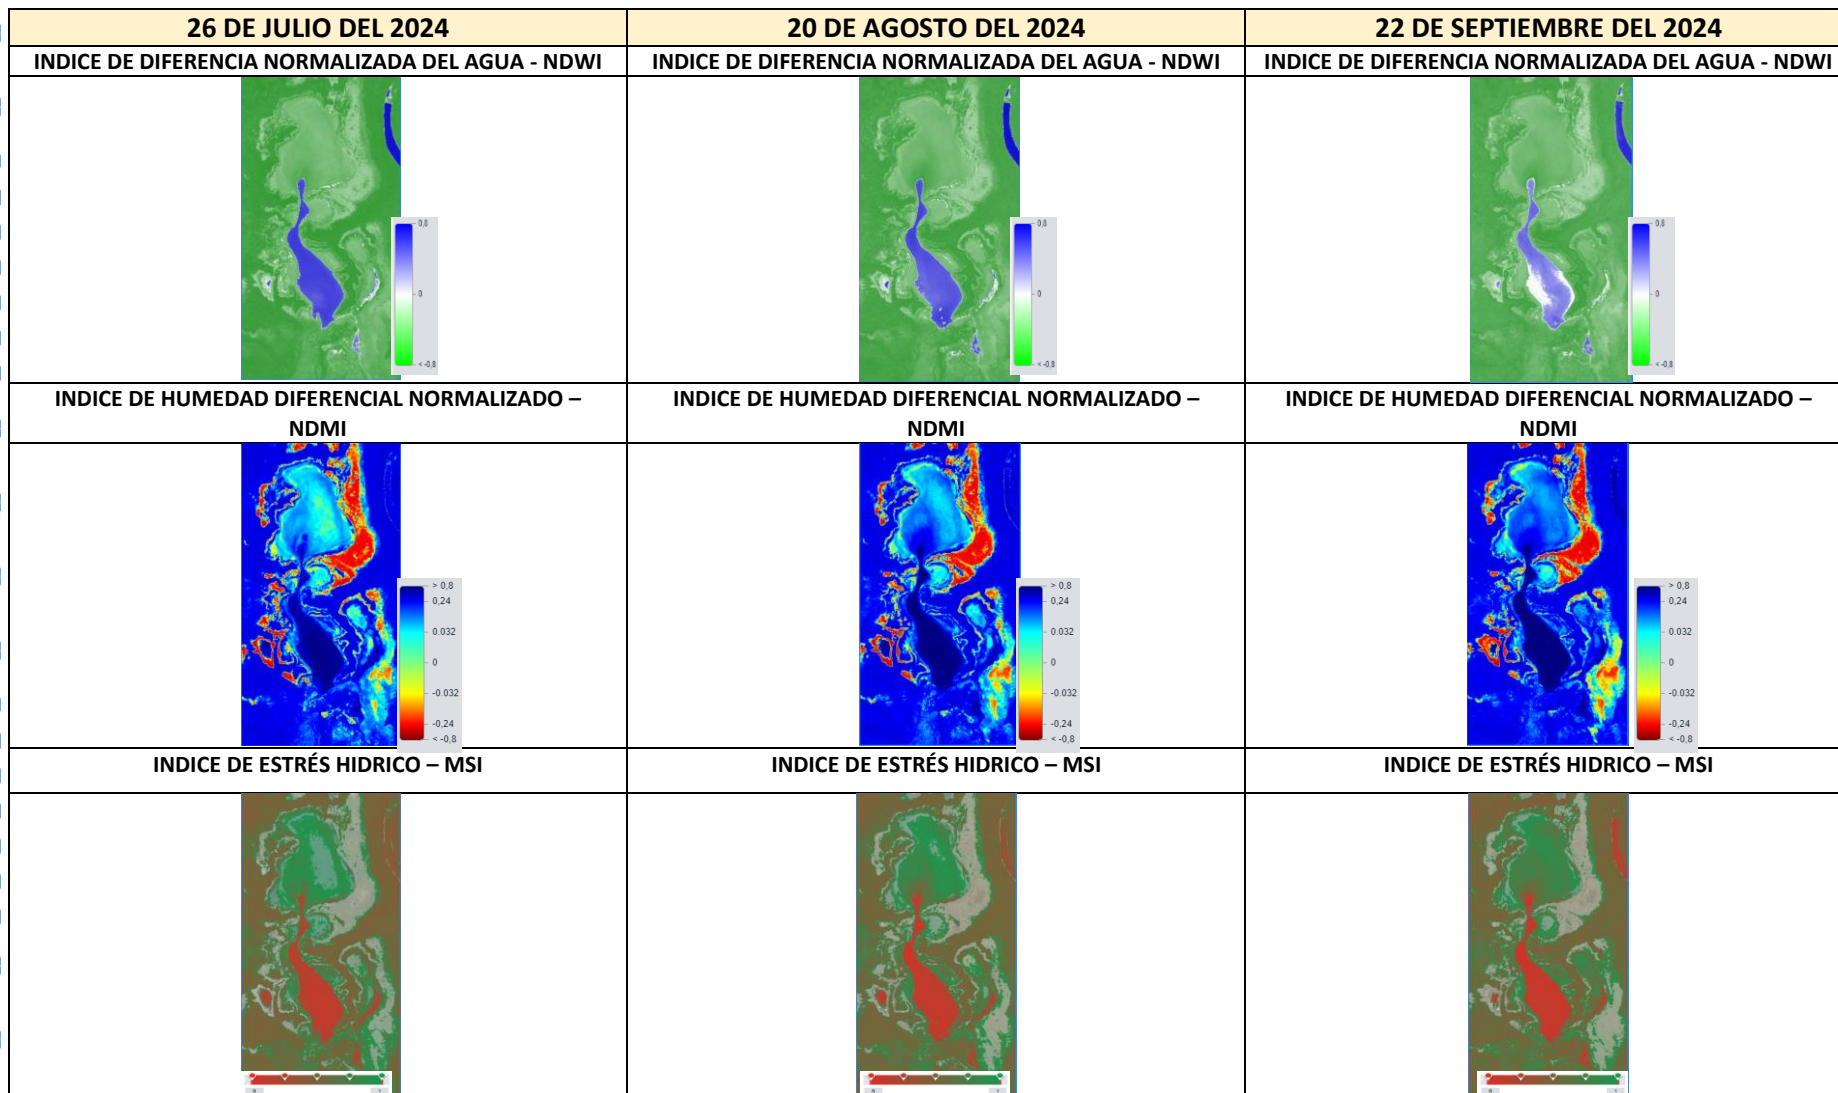 26 DE JULIO DEL 2024
20 DE AGOSTO DEL 2024
22 DE SEPTIEMBRE DEL 2024
INDICE DE DIFERENCIA NORMALIZADA DEL AGUA - NDWI
INDICE DE DIFERENCIA NORMALIZADA DEL AGUA - NDWI
INDICE DE DIFERENCIA NORMALIZADA DEL AGUA - NDWI
0,8
0
< -0,8
0,8
0
< -0,8
0,8
0
< -0,8
INDICE DE HUMEDAD DIFERENCIAL NORMALIZADO –
NDMI
INDICE DE HUMEDAD DIFERENCIAL NORMALIZADO –
NDMI
INDICE DE HUMEDAD DIFERENCIAL NORMALIZADO –
NDMI
> 0,8
0,24
0.032
0
-0.032
-0,24
< -0,8
> 0,8
0,24
0.032
0
-0.032
-0,24
< -0,8
> 0,8
0,24
0.032
0
-0.032
-0,24
< -0,8
INDICE DE ESTRÉS HIDRICO – MSI
INDICE DE ESTRÉS HIDRICO – MSI
INDICE DE ESTRÉS HIDRICO – MSI